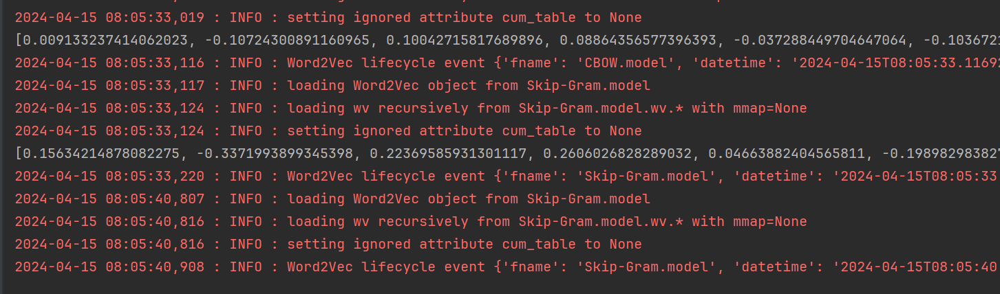 2024-04-15 08:05:33,019 : INFO : setting ignored attribute cum_table to None
[0.009133237414062023, -0.10724300891160965, 0.10042715817689896, 0.08864356577396393, -0.037288449704647064, -0.1036721
2024-04-15 08:05:33,116 : INFO : Word2Vec lifecycle event {'fname': 'CBOW.model', 'datetime': '2024-04-15T08:05:33.11692
2024-04-15 08:05:33,117 : INFO : loading Word2Vec object from Skip-Gram.model
2024-04-15 08:05:33,124 : INFO : loading wv recursively from Skip-Gram.model.wv.* with mmap=None
2024-04-15 08:05:33,124 : INFO : setting ignored attribute cum_table to None
[0.15634214878082275, -0.3371993899345398, 0.22369585931301117, 0.2606026828289032, 0.04663882404565811, -0.19898298382
2024-04-15 08:05:33,220 : INFO : Word2Vec lifecycle event {'fname': 'Skip-Gram.model', 'datetime': '2024-04-15T08:05:33
2024-04-15 08:05:40,807 : INFO : loading Word2Vec object from Skip-Gram.model
2024-04-15 08:05:40,816 : INFO : loading wv recursively from Skip-Gram.model.wv.* with mmap=None
2024-04-15 08:05:40,816 : INFO : setting ignored attribute cum_table to None
2024-04-15 08:05:40,908 : INFO : Word2Vec lifecycle event {'fname': 'Skip-Gram.model', 'datetime': '2024-04-15T08:05:40